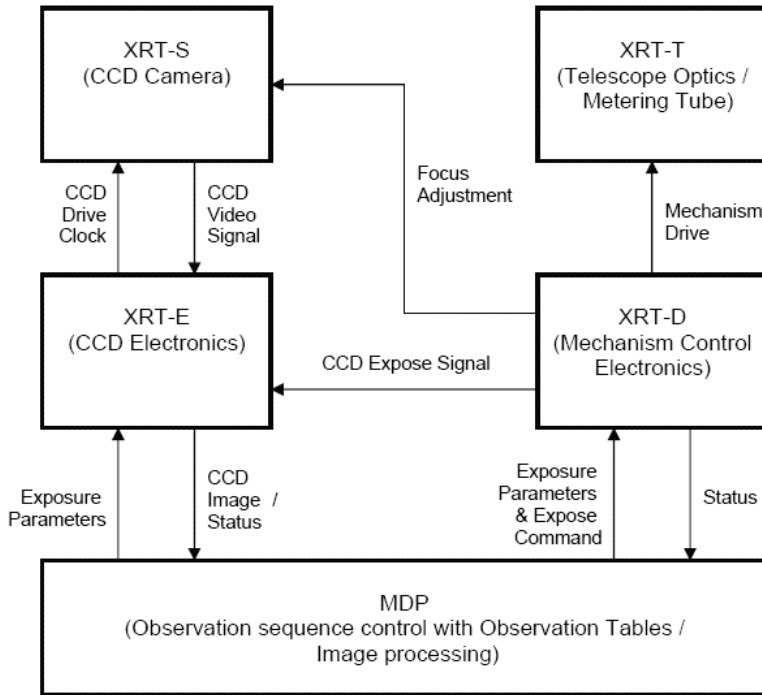 XRT-S
(CCD Camera)
XRT-T
(Telescope Optics /
Metering Tube)
CCD
Drive
Clock
CCD
Video
Signal
Focus
Adjustment
Mechanism
Drive
XRT-E
(CCD Electronics)
XRT-D
(Mechanism Control
Electronics)
CCD Expose Signal
Exposure
Parameters
CCD
Image /
Status
Exposure
Parameters
& Expose
Command
Status
MDP
(Observation sequence control with Observation Tables /
Image processing)